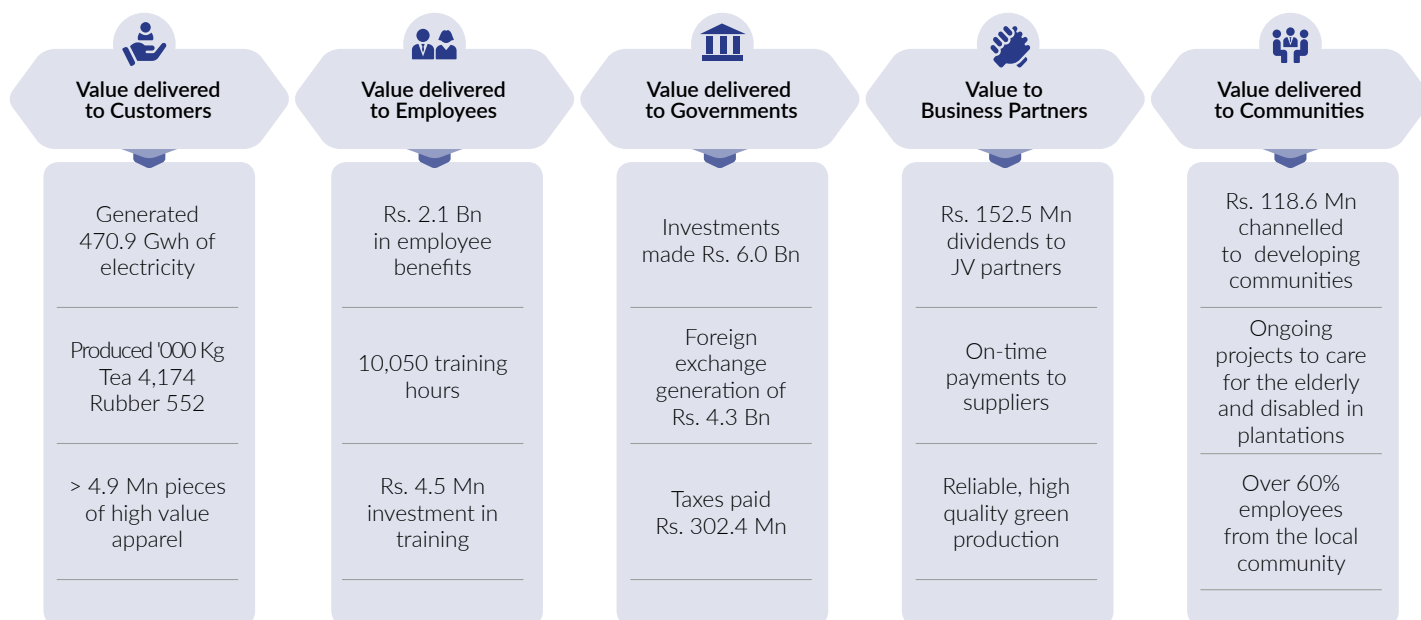 Value delivered
to Customers
Generated
470.9 Gwh of
electricity
Produced '000 Kg
Tea 4,174
Rubber 552
> 4.9 Mn pieces
of high value
apparel
Value delivered
to Employees
Rs. 2.1 Bn
in employee
benefits
10,050 training
hours
Rs. 4.5 Mn
investment in
training
Value delivered
to Governments
Investments
made Rs. 6.0 Bn
Foreign
exchange
generation of
Rs. 4.3 Bn
Taxes paid
Rs. 302.4 Mn
Value to
Business Partners
Rs. 152.5 Mn
dividends to
JV partners
On-time
payments to
suppliers
Reliable, high
quality green
production
Value delivered
to Communities
Rs. 118.6 Mn
channelled
to developing
communities
Ongoing
projects to care
for the elderly
and disabled in
plantations
Over 60%
employees
from the local
community